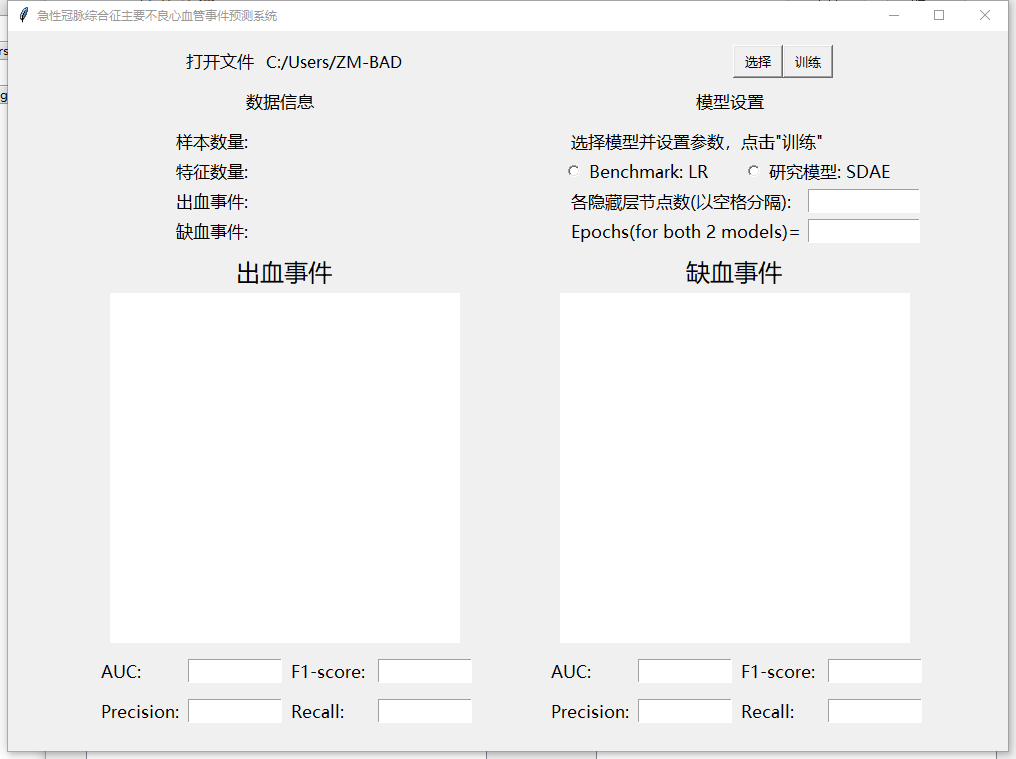 急性冠脉综合征主要不良心血管事件预测系统
打开文件 C:/Users/ZM-BAD 选择 训练
数据信息 模型设置
样本数量: 选择模型并设置参数，点击"训练"
特征数量: Benchmark: LR 研究模型: SDAE
出血事件: 各隐藏层节点数(以空格分隔):
缺血事件: Epochs(for both 2 models)=
出血事件 缺血事件
AUC: F1-score: AUC: F1-score:
Precision: Recall: Precision: Recall: